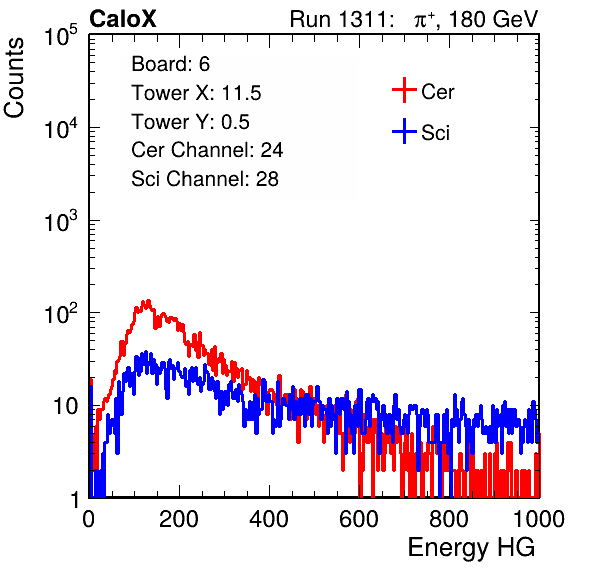 CaloX Run 1311: π⁺, 180 GeV
Counts
10⁵
10⁴
10³
10²
10
1
Board: 6
Tower X: 11.5
Tower Y: 0.5
Cer Channel: 24
Sci Channel: 28
Cer
Sci
0 200 400 600 800 1000
Energy HG